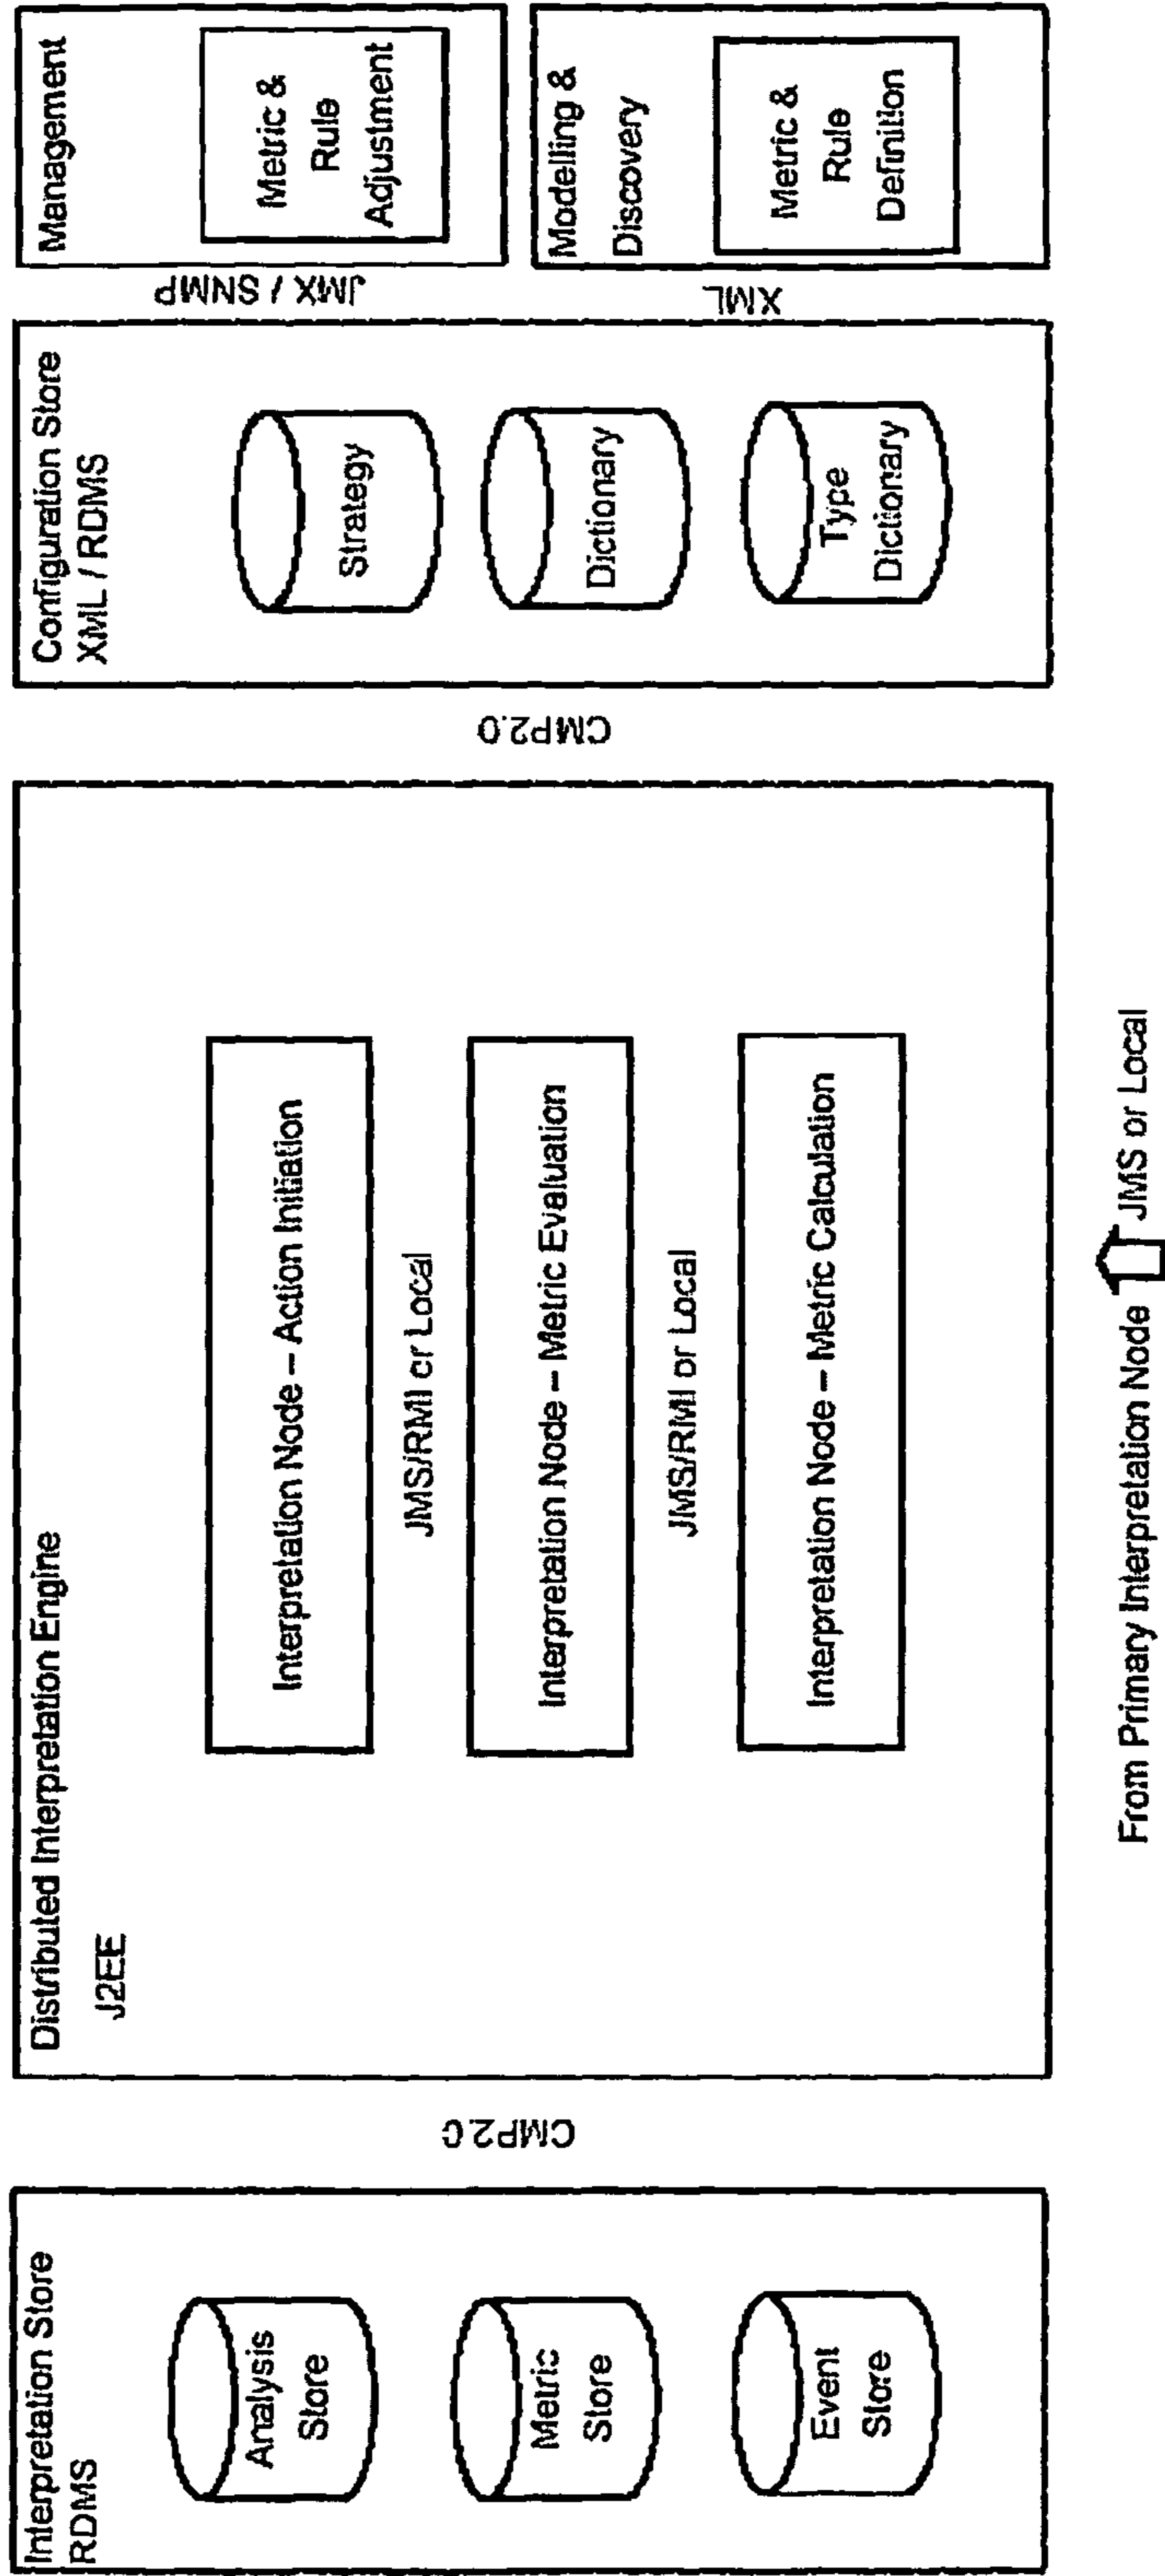 Interpretation Store
RDMS
Analysis
Store
Metric
Store
Event
Store
CMP2.0
Distributed Interpretation Engine
J2EE
Interpretation Node – Action Initiation
JMS/RMI or Local
Interpretation Node – Metric Evaluation
JMS/RMI or Local
Interpretation Node – Metric Calculation
From Primary Interpretation Node
JMS or Local
CMP2.0
Configuration Store
XML / RDMS
Strategy
Dictionary
Type
Dictionary
JMX / SNMP
XML
Management
Metric &
Rule
Adjustment
Modelling &
Discovery
Metric &
Rule
Definition